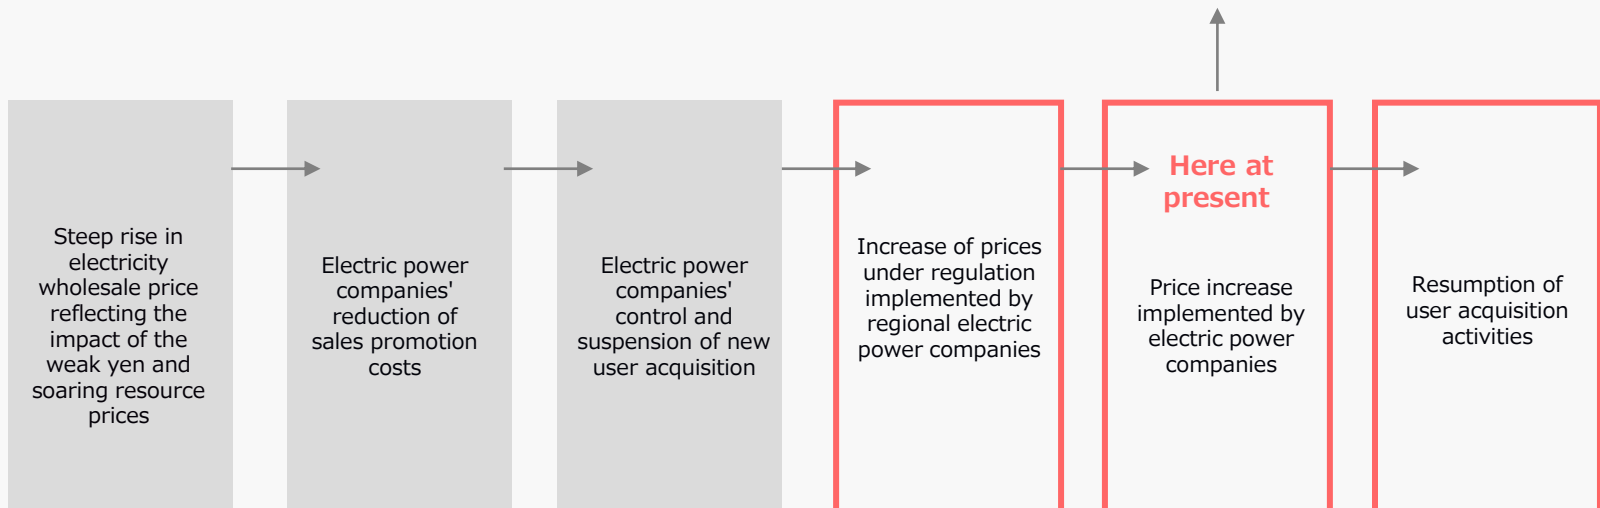 Steep rise in
electricity
wholesale price
reflecting the
impact of the
weak yen and
soaring resource
prices
Electric power
companies'
reduction of
sales promotion
costs
Electric power
companies'
control and
suspension of new
user acquisition
Increase of prices
under regulation
implemented by
regional electric
power companies
Here at
present
Price increase
implemented by
electric power
companies
Resumption of
user acquisition
activities